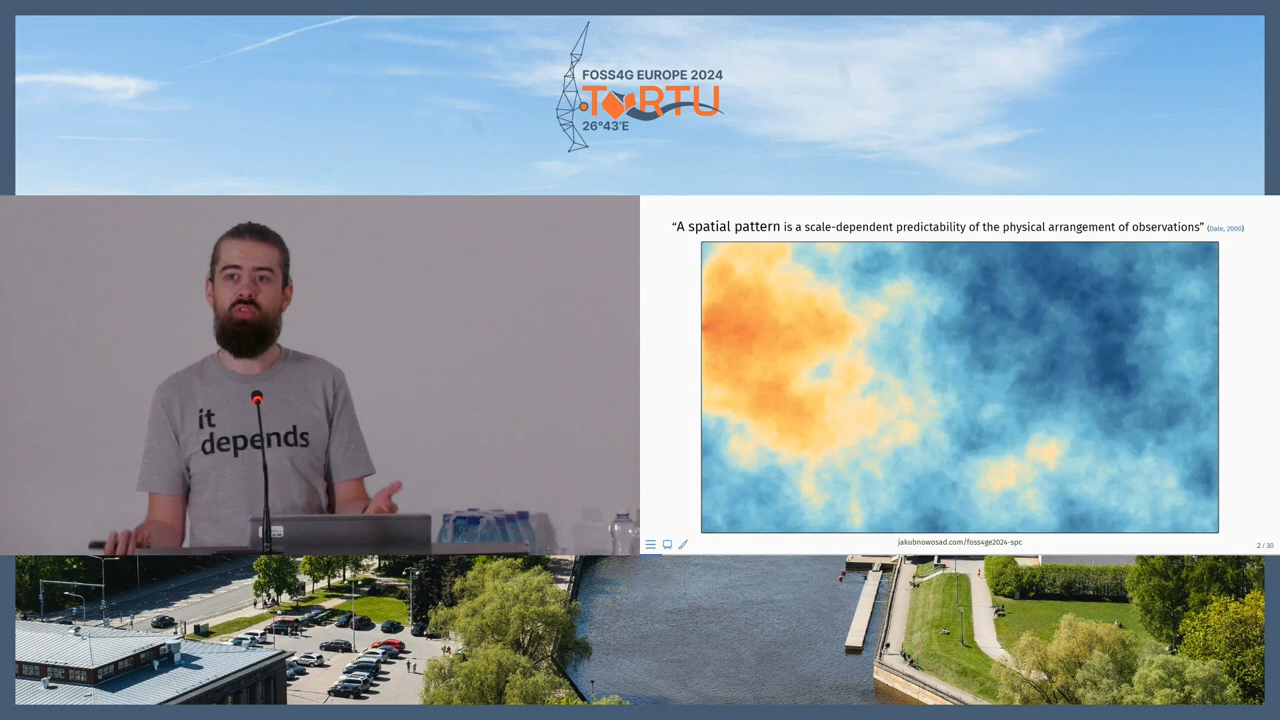 FOSS4G EUROPE 2024
TARTU
26°43'E
“A spatial pattern is a scale-dependent predictability of the physical arrangement of observations” (Dale, 2000)
it
depends
jakubnowosad.com/foss4ge2024-spc
2 / 30